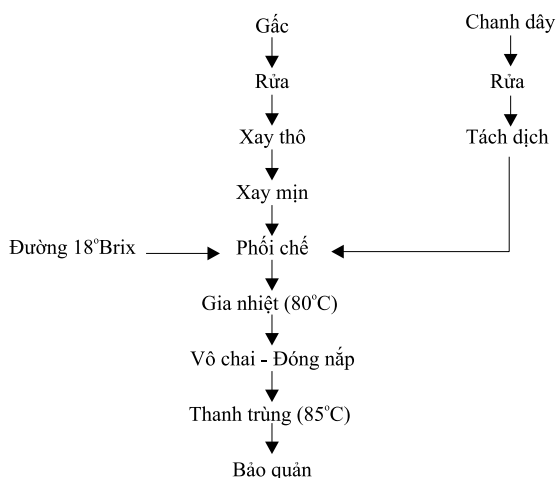 Gấc
Chanh dây
Rửa
Rửa
Xay thô
Tách dịch
Xay mịn
Đường 18°Brix
Phối chế
Gia nhiệt (80°C)
Vô chai - Đóng nắp
Thanh trùng (85°C)
Bảo quản